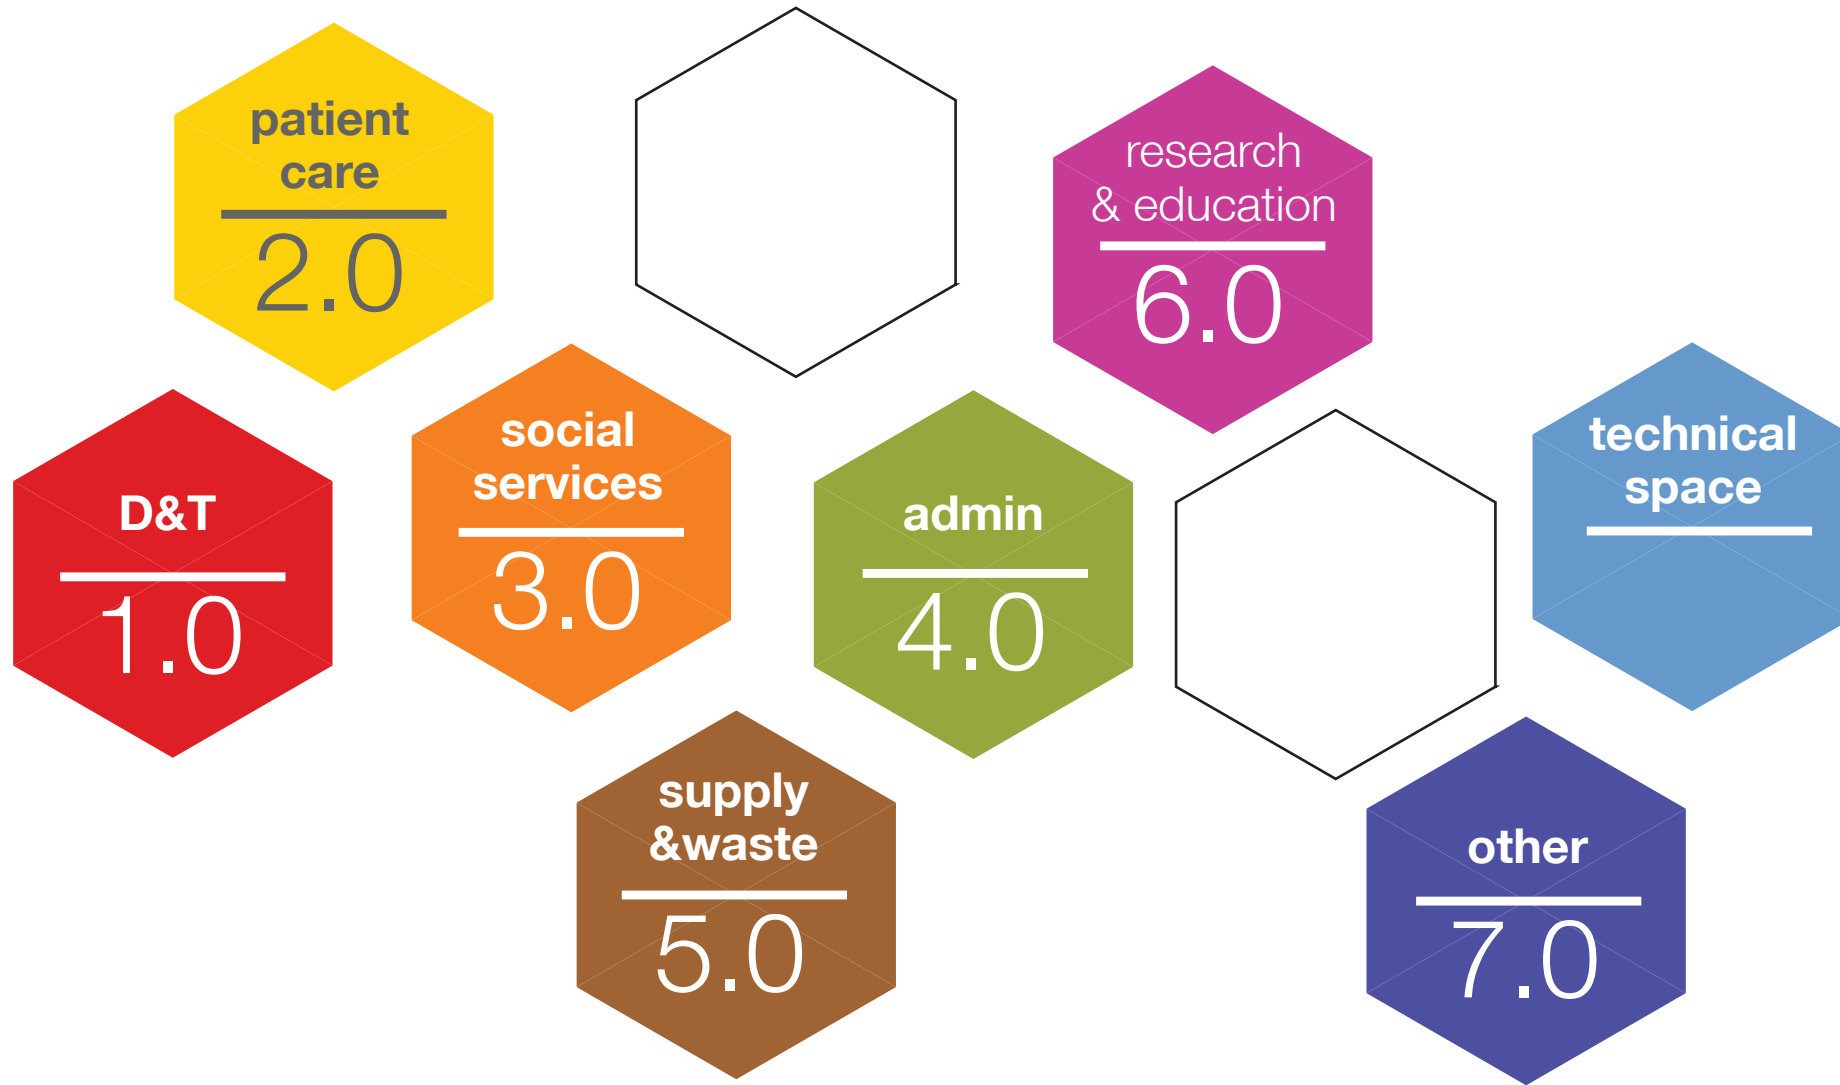 patient
care
2.0
research
& education
6.0
D&T
1.0
social
services
3.0
admin
4.0
technical
space
supply
&waste
5.0
other
7.0